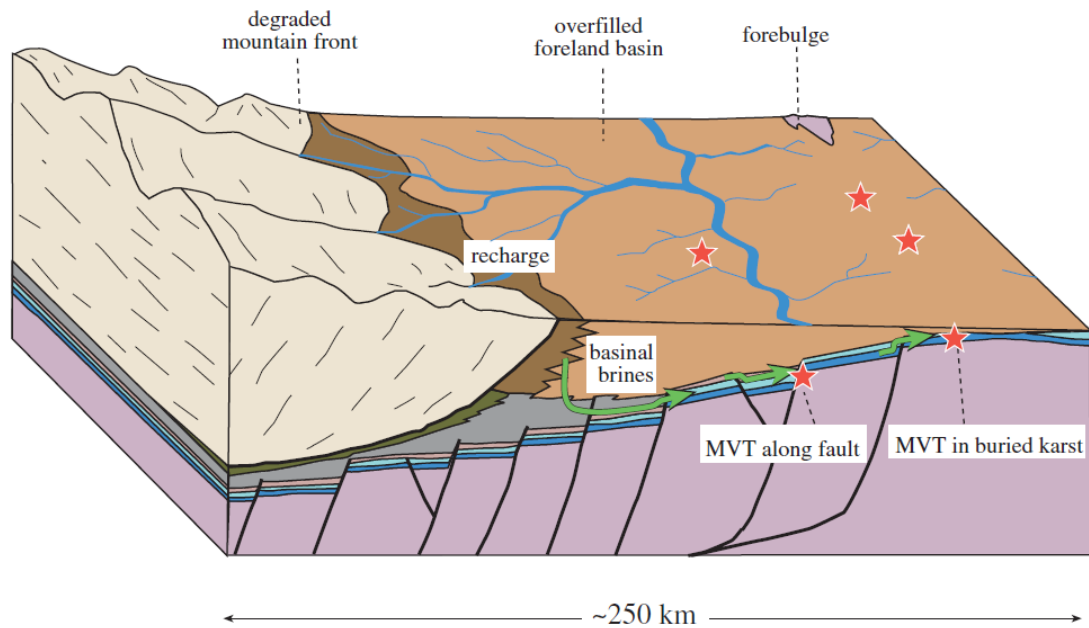 degraded
mountain front
overfilled
foreland basin
forebulge
recharge
basinal
brines
MVT along fault
MVT in buried karst
~250 km